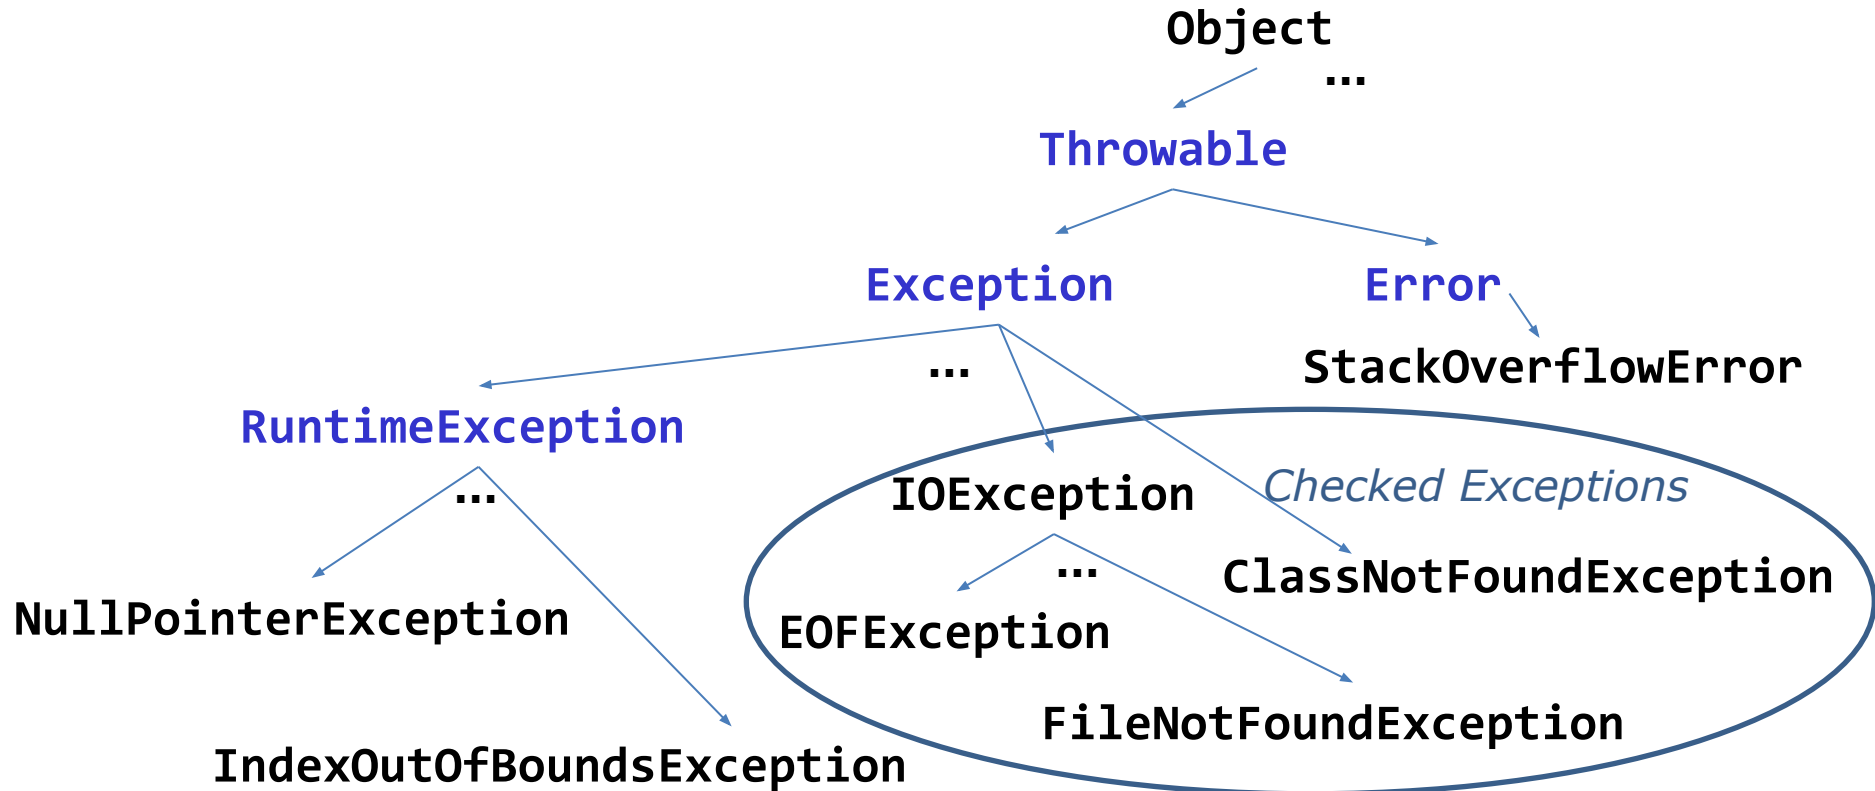 Object
...
Throwable
Exception
Error
...
StackOverflowError
RuntimeException
...
IOException
Checked Exceptions
...
ClassNotFoundException
NullPointerException
EOFException
FileNotFoundException
IndexOutOfBoundsException